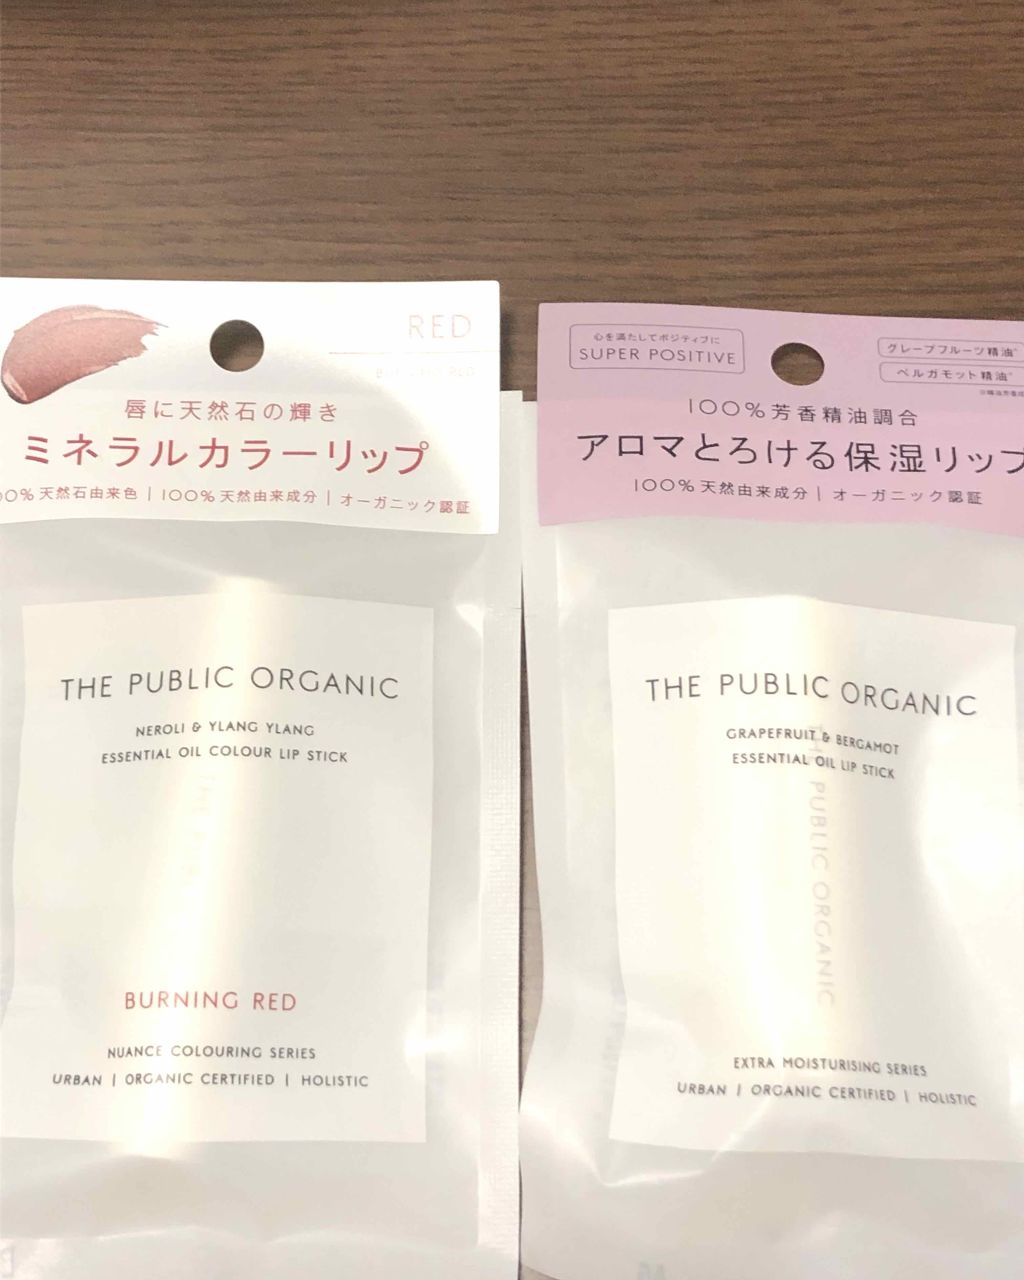 RED
BURNING RED
唇に天然石の輝き
ミネラルカラーリップ
00%天然石由来色 | 100%天然由来成分 | オーガニック認証
THE PUBLIC ORGANIC
NEROLI & YLANG YLANG
ESSENTIAL OIL COLOUR LIP STICK
BURNING RED
NUANCE COLOURING SERIES
URBAN | ORGANIC CERTIFIED | HOLISTIC
心を満たしてポジティブに
SUPER POSITIVE
グレープフルーツ精油*
ベルガモット精油*
100%芳香精油調合
アロマとろける保湿リップ
100%天然由来成分 | オーガニック認証
THE PUBLIC ORGANIC
GRAPEFRUIT & BERGAMOT
ESSENTIAL OIL LIP STICK
THE PUBLIC ORGANIC
EXTRA MOISTURISING SERIES
URBAN | ORGANIC CERTIFIED | HOLISTIC